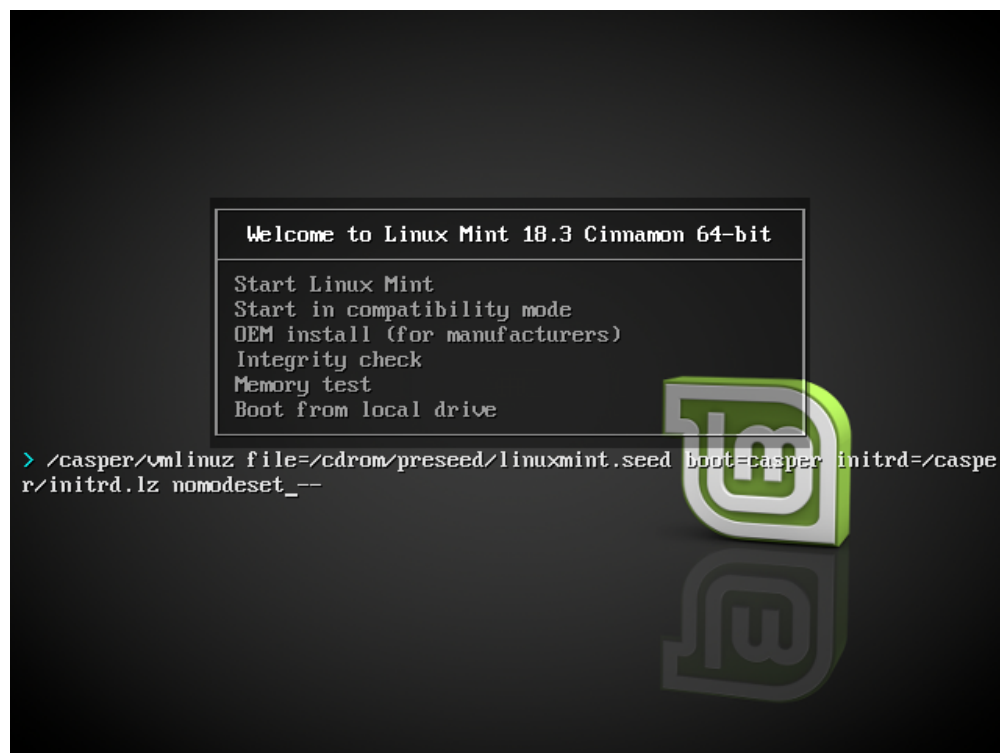 Welcome to Linux Mint 18.3 Cinnamon 64-bit
Start Linux Mint
Start in compatibility mode
OEM install (for manufacturers)
Integrity check
Memory test
Boot from local drive
> /casper/vmlinuz file=/cdrom/preseed/linuxmint.seed boot=casper initrd=/caspe
r/initrd.lz nomodeset_--